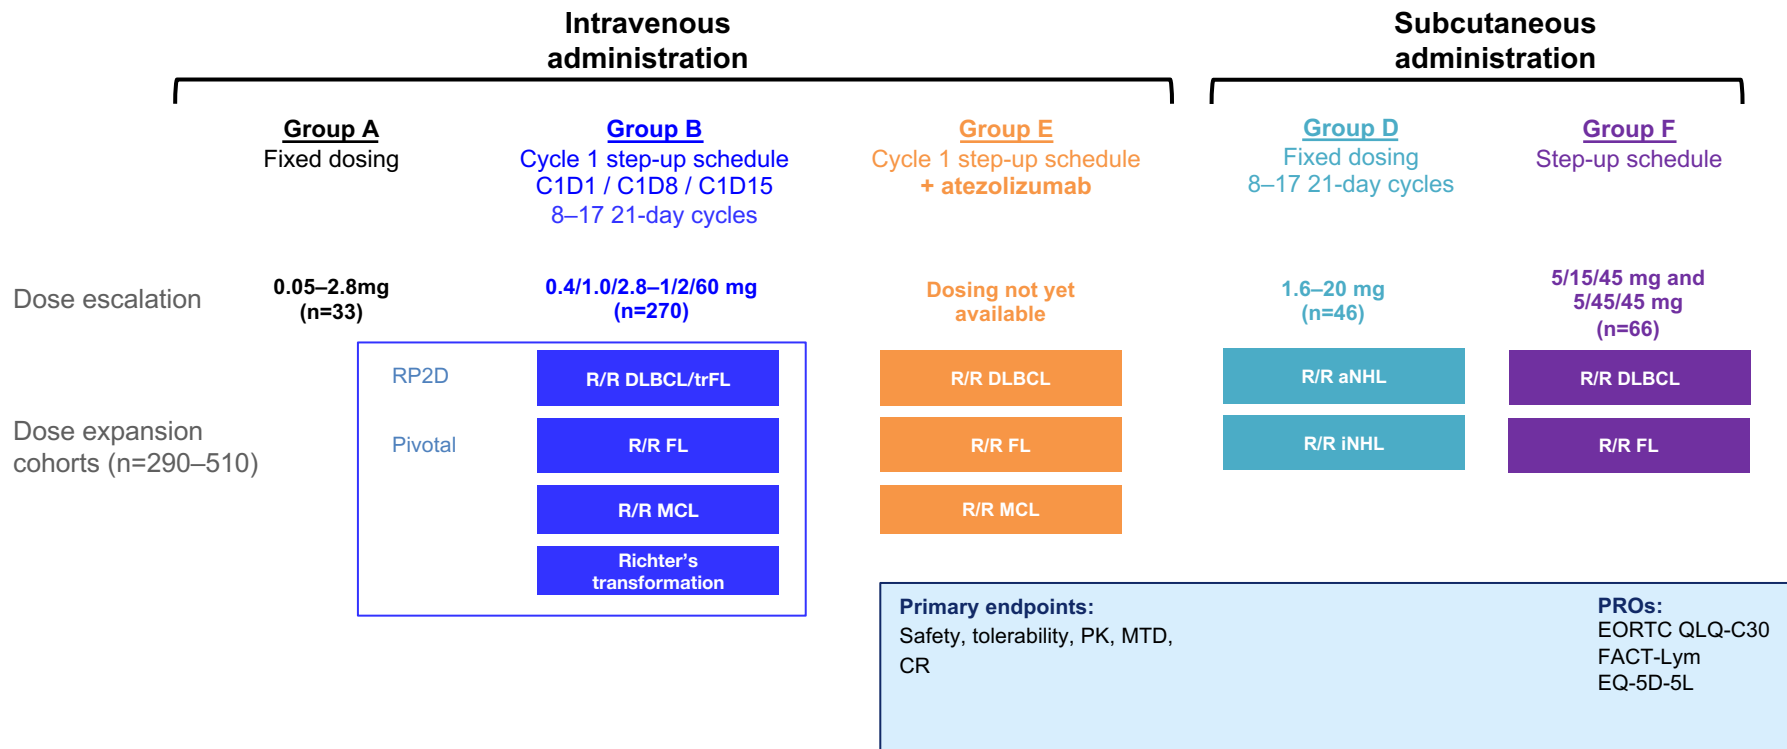 Intravenous
administration
Subcutaneous
administration
Group A
Fixed dosing
Group B
Cycle 1 step-up schedule
C1D1 / C1D8 / C1D15
8–17 21-day cycles
Group E
Cycle 1 step-up schedule
+ atezolizumab
Group D
Fixed dosing
8–17 21-day cycles
Group F
Step-up schedule
Dose escalation
0.05–2.8mg
(n=33)
0.4/1.0/2.8–1/2/60 mg
(n=270)
Dosing not yet
available
1.6–20 mg
(n=46)
5/15/45 mg and
5/45/45 mg
(n=66)
Dose expansion
cohorts (n=290–510)
RP2D
Pivotal
R/R DLBCL/trFL
R/R FL
R/R MCL
Richter's
transformation
R/R DLBCL
R/R FL
R/R MCL
R/R aNHL
R/R iNHL
R/R DLBCL
R/R FL
Primary endpoints:
Safety, tolerability, PK, MTD,
CR
PROs:
EORTC QLQ-C30
FACT-Lym
EQ-5D-5L